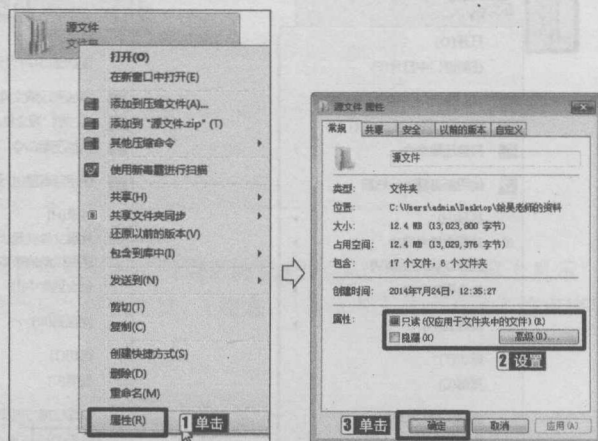 源文件
文件夹
打开(O)
在新窗口中打开(E)
添加到压缩文件(A)...
添加到 "源文件.zip" (T)
其他压缩命令
使用新毒霸进行扫描
共享(H)
共享文件夹同步
还原以前的版本(V)
包含到库中(I)
发送到(N)
剪切(T)
复制(C)
创建快捷方式(S)
删除(D)
重命名(M)
属性(R)
1 单击
源文件 属性
常规 共享 安全 以前的版本 自定义
源文件
类型: 文件夹
位置: C:\Users\admin\Desktop\给吴老师的资料
大小: 12.4 MB (13,023,800 字节)
占用空间: 12.4 MB (13,029,376 字节)
包含: 17 个文件，6 个文件夹
创建时间: 2014年7月24日，12:35:27
属性: 只读(仅应用于文件夹中的文件)(R)
隐藏(H) 高级(D)...
2 设置
3 单击 确定 取消 应用(A)